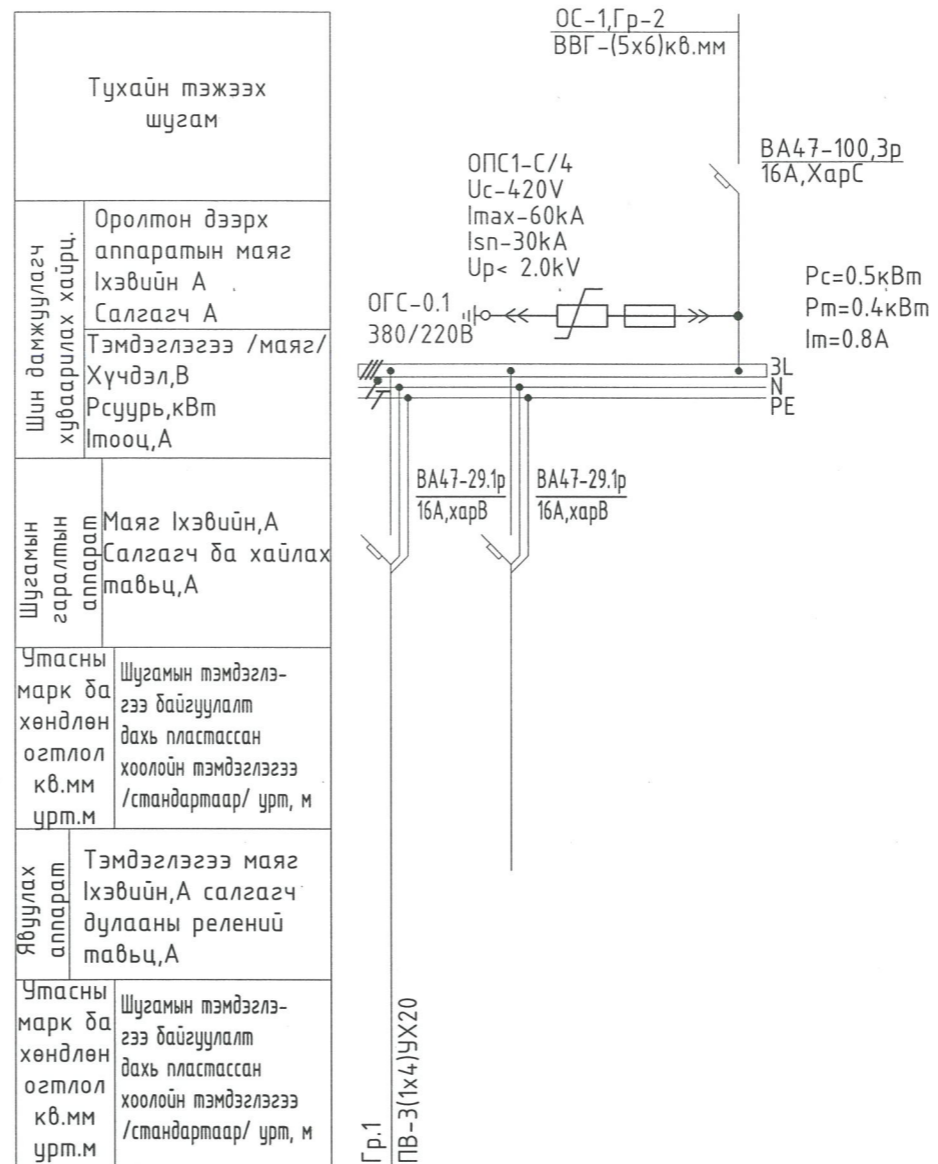 Тухайн тэжээх
шугам
Шин дамжуулагч
хуваарилах хайрц.
Оролтон дээрх
аппаратын маяг
Iхэвийн А
Салгагч А
Тэмдэглэгээ /маяг/
Хүчдэл,В
Рсуурь,кВт
Iтооц,А
Шугамын
гаралтын
аппарат
Маяг Iхэвийн,А
Салгагч ба хайлах
тавьц,А
Утасны
марк ба
хөндлөн
огтлол
кв.мм
урт.м
Шугамын тэмдэглэ-
гээ байгуулалт
дахь пластассан
хоолойн тэмдэглэгээ
/стандартаар/ урт, м
Явуулах
аппарат
Тэмдэглэгээ маяг
Iхэвийн,А салгагч
дулааны релений
тавьц,А
Утасны
марк ба
хөндлөн
огтлол
кв.мм
урт.м
Шугамын тэмдэглэ-
гээ байгуулалт
дахь пластассан
хоолойн тэмдэглэгээ
/стандартаар/ урт, м
ОС-1,Гр-2
ВВГ-(5х6)кв.мм
ВА47-100,3р
16А,ХарС
ОПС1-С/4
Uc-420V
Imax-60kA
Isn-30kA
Up< 2.0kV
ОГС-0.1
380/220В
Рс=0.5кВт
Рт=0.4кВт
Iт=0.8А
3L
N
PE
ВА47-29.1р
16А,харВ
ВА47-29.1р
16А,харВ
Гр.1
ПВ-3(1х4)УХ20